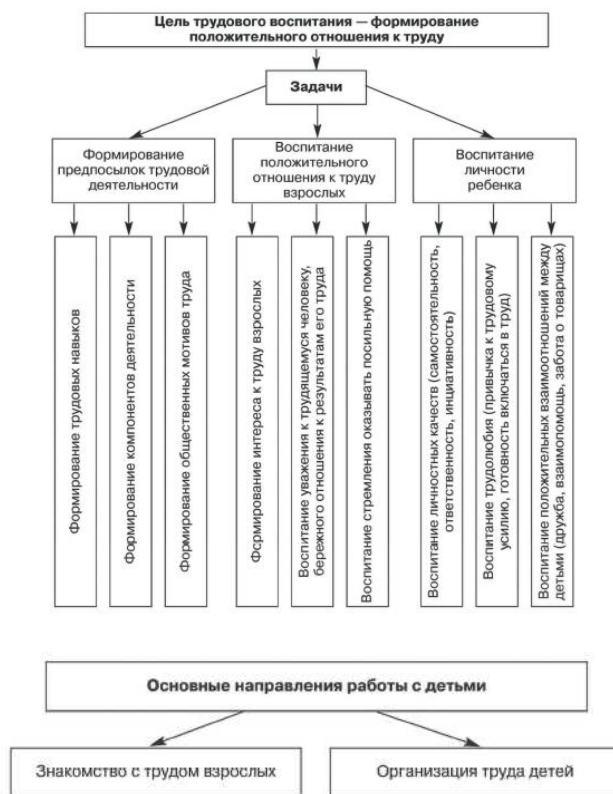 Цель трудового воспитания — формирование
положительного отношения к труду
Задачи
Формирование
предпосылок трудовой
деятельности
Воспитание
положительного
отношения к труду
взрослых
Воспитание
личности
ребенка
Формирование трудовых навыков
Формирование компонентов деятельности
Формирование общественных мотивов труда
Формирование интереса к труду взрослых
Воспитание уважения к трудящемуся человеку,
бережного отношения к результатам его труда
Воспитание стремления оказывать посильную помощь
Воспитание личностных качеств (самостоятельность,
ответственность, инциативность)
Воспитание трудолюбия (привычка к трудовому
усилию, готовность включаться в труд)
Воспитание положительных взаимоотношений между
детьми (дружба, взаимопомощь, забота о товарищах)
Основные направления работы с детьми
Знакомство с трудом взрослых
Организация труда детей